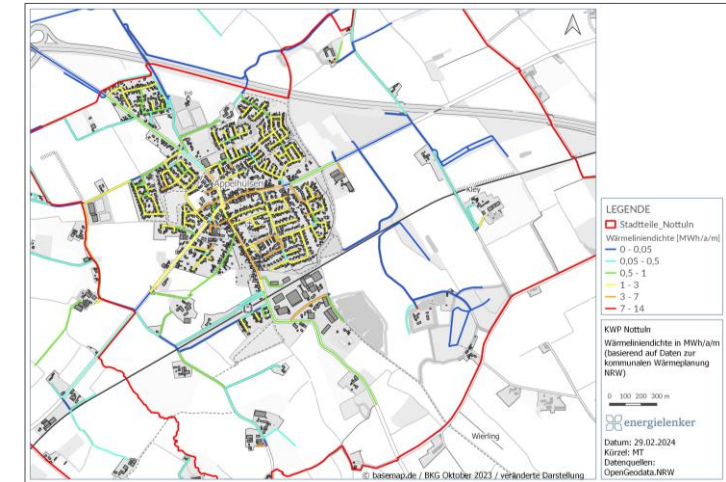 Appelhülsen
Kley
Wierling
© basemap.de / BKG Oktober 2023 / veränderte Darstellung
LEGENDE
Stadtteile_Nottuln
Wärmeliniendichte [MWh/a/m]
0 - 0,05
0,05 - 0,5
0,5 - 1
1 - 3
3 - 7
7 - 14
KWP Nottuln
Wärmeliniendichte in MWh/a/m
(basierend auf Daten zur
kommunalen Wärmeplanung
NRW)
0 100 200 300 m
energielenker
Datum: 29.02.2024
Kürzel: MT
Datenquellen:
OpenGeodata.NRW